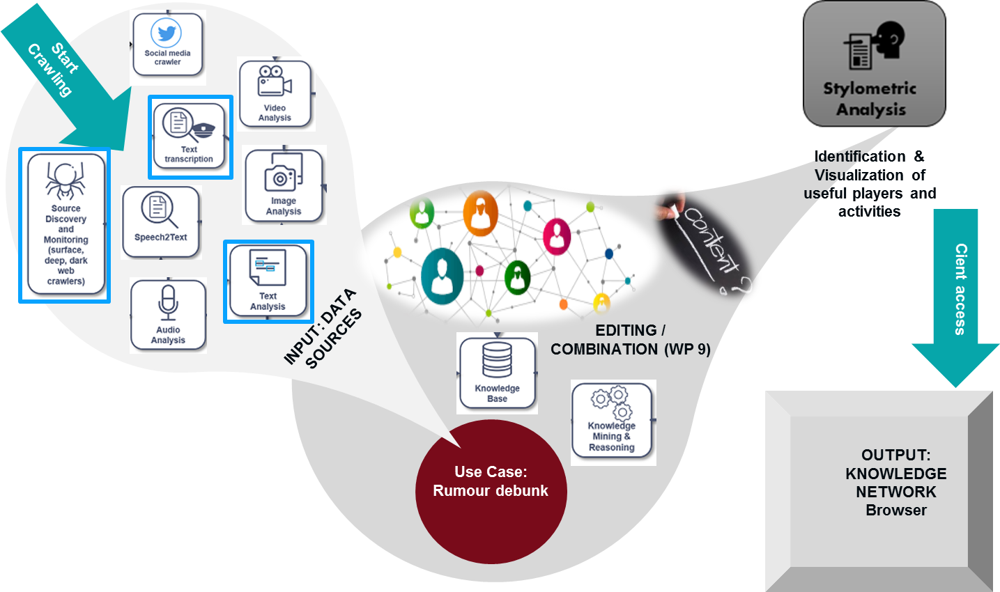 Start
Crawling
Social media
crawler
Video
Analysis
Text
transcription
Source
Discovery
and
Monitoring
(surface,
deep, dark
web
crawlers)
Image
Analysis
Speech2Text
Text
Analysis
Audio
Analysis
INPUT: DATA
SOURCES
content
?
EDITING /
COMBINATION (WP 9)
Knowledge
Base
Knowledge
Mining &
Reasoning
Use Case:
Rumour debunk
Stylometric
Analysis
Identification &
Visualization of
useful players and
activities
Client access
OUTPUT:
KNOWLEDGE
NETWORK
Browser